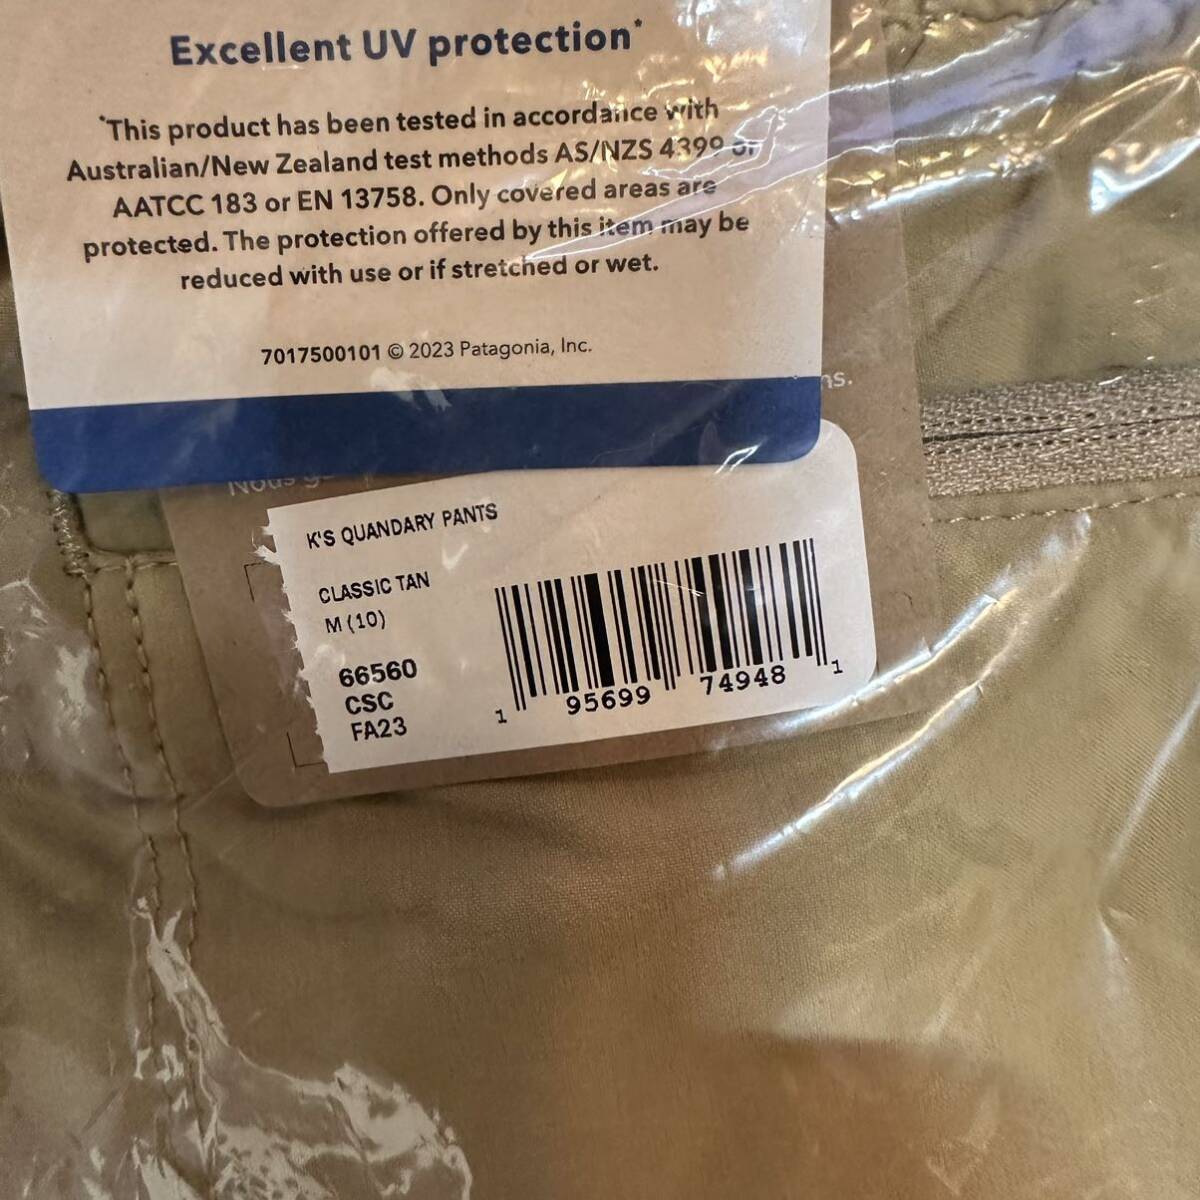 Excellent UV protection*
*This product has been tested in accordance with
Australian/New Zealand test methods AS/NZS 4399 or
AATCC 183 or EN 13758. Only covered areas are
protected. The protection offered by this item may be
reduced with use or if stretched or wet.
7017500101 © 2023 Patagonia, Inc.
Nous
K'S QUANDARY PANTS
CLASSIC TAN
M (10)
66560
CSC
FA23
1 95699 74948 1